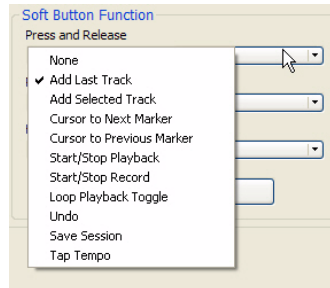 Soft Button Function
Press and Release
None
Add Last Track
Add Selected Track
Cursor to Next Marker
Cursor to Previous Marker
Start/Stop Playback
Start/Stop Record
Loop Playback Toggle
Undo
Save Session
Tap Tempo